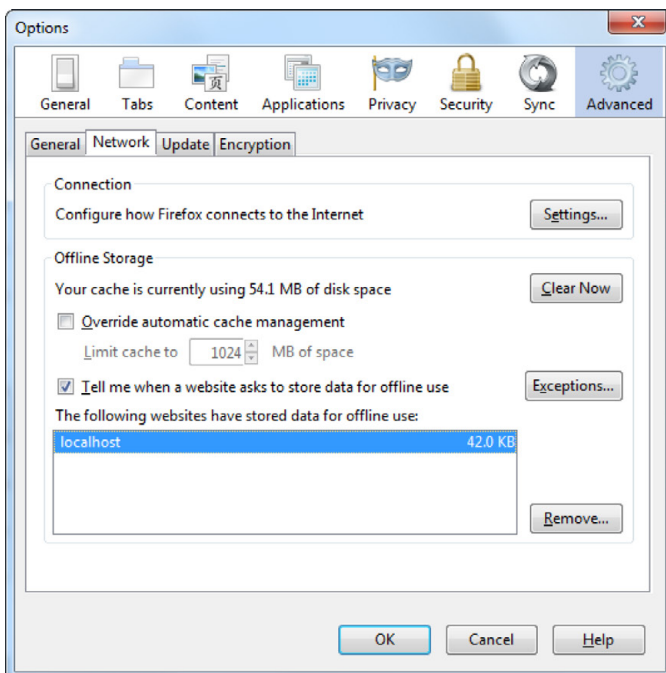 Options
General Tabs Content Applications Privacy Security Sync Advanced
General Network Update Encryption
Connection
Configure how Firefox connects to the Internet Settings...
Offline Storage
Your cache is currently using 54.1 MB of disk space Clear Now
Override automatic cache management
Limit cache to 1024 MB of space
Tell me when a website asks to store data for offline use Exceptions...
The following websites have stored data for offline use:
localhost 42.0 KB
Remove...
OK Cancel Help